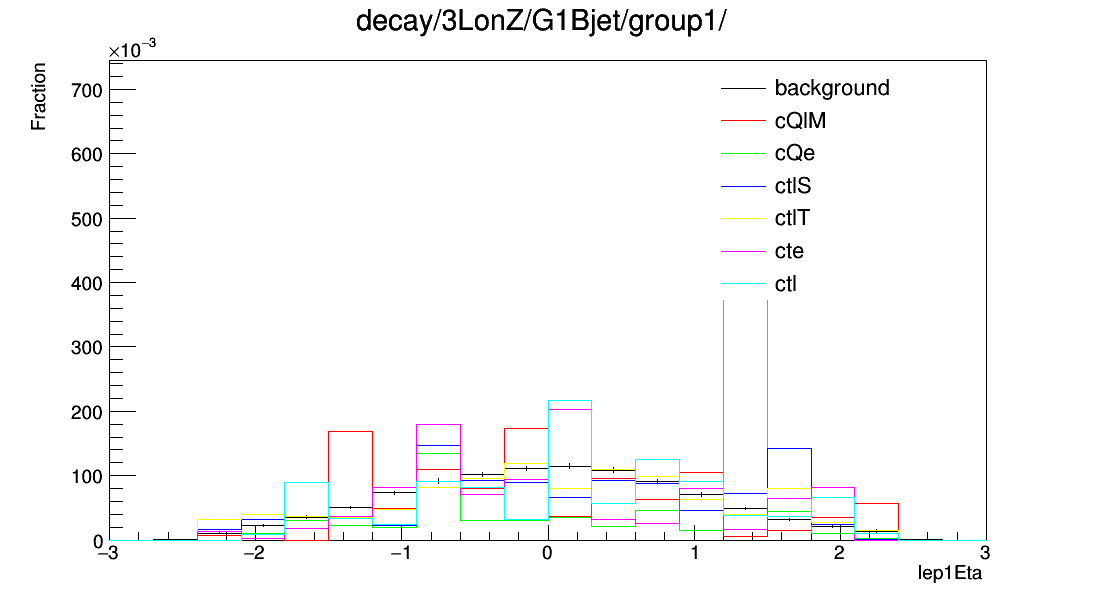 decay/3LonZ/G1Bjet/group1/
×10⁻³
Fraction
700
600
500
400
300
200
100
0
background
cQlM
cQe
ctlS
ctlT
cte
ctl
−3 −2 −1 0 1 2 3
lep1Eta